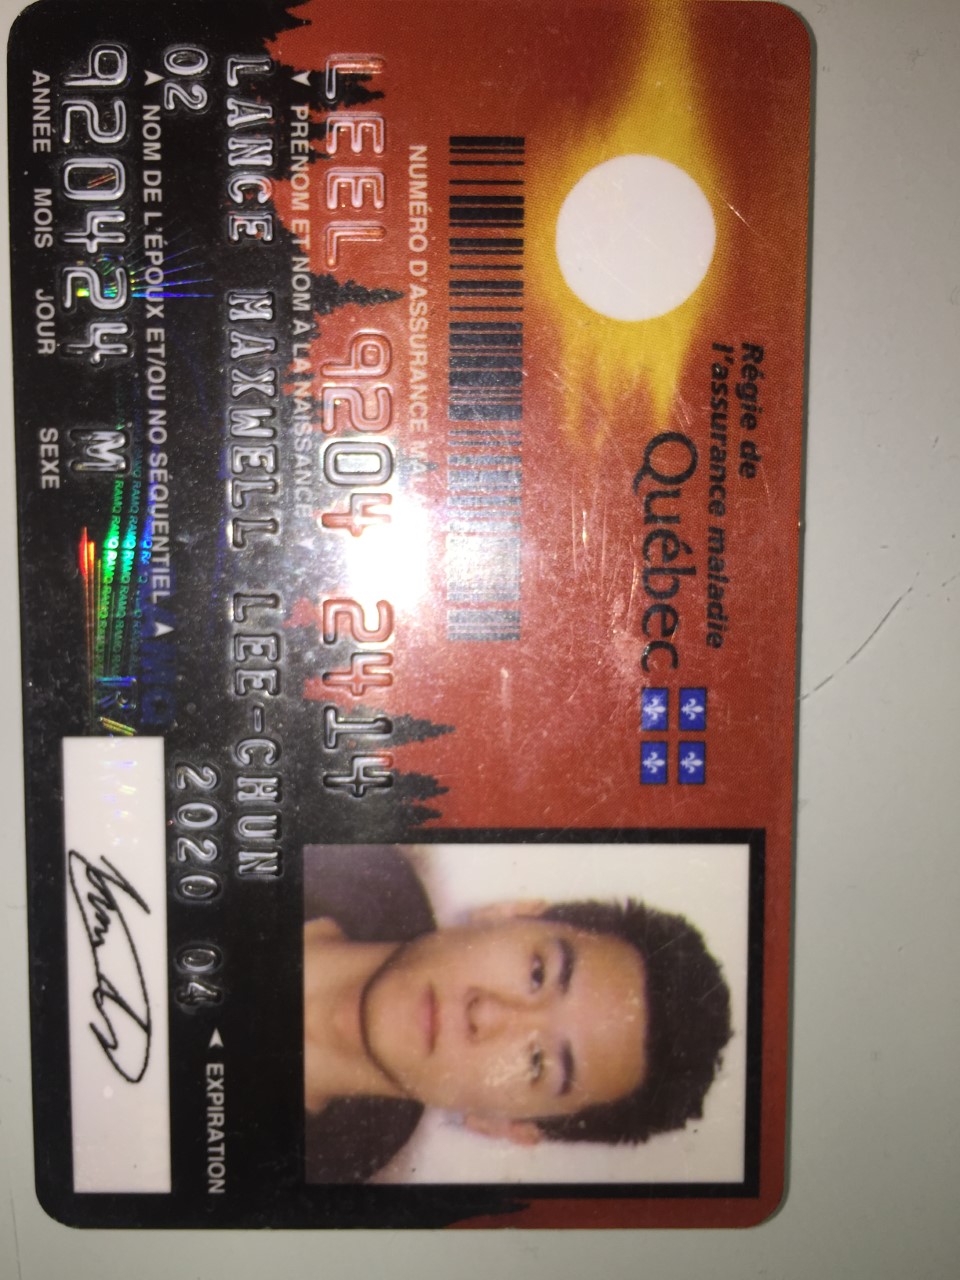 Régie de
l'assurance maladie
Québec
NUMÉRO D'ASSURANCE
LEEL 9204 2414
PRÉNOM ET NOM À LA NAISSANCE
LANCE MAXWELL LEE-CHUN
02 2020 04 EXPIRATION
NOM DE L'ÉPOUX ET/OU NO SÉQUENTIEL
920424 M
ANNÉE MOIS JOUR SEXE